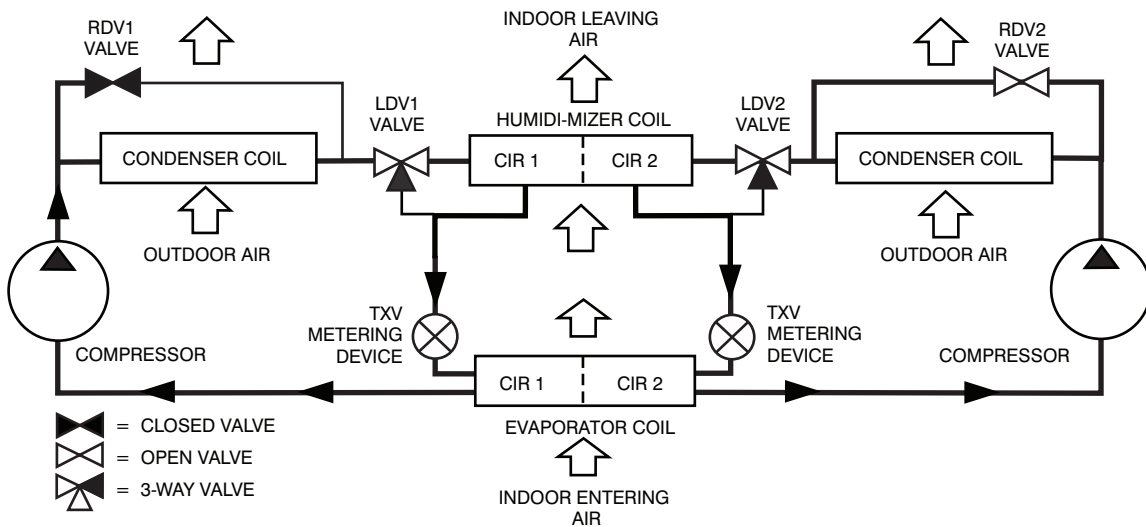 INDOOR LEAVING
AIR
RDV1
VALVE
RDV2
VALVE
LDV1
VALVE
HUMIDI-MIZER COIL
LDV2
VALVE
CONDENSER COIL
CIR 1
CIR 2
CONDENSER COIL
OUTDOOR AIR
OUTDOOR AIR
TXV
METERING
DEVICE
TXV
METERING
DEVICE
COMPRESSOR
COMPRESSOR
CIR 1
CIR 2
EVAPORATOR COIL
= CLOSED VALVE
= OPEN VALVE
= 3-WAY VALVE
INDOOR ENTERING
AIR